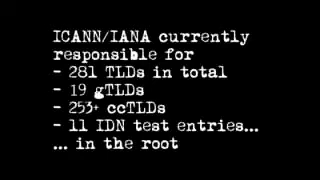 ICANN/IANA currently
responsible for
- 281 TLDs in total
- 19 gTLDs
- 253+ ccTLDs
- 11 IDN test entries...
... in the root